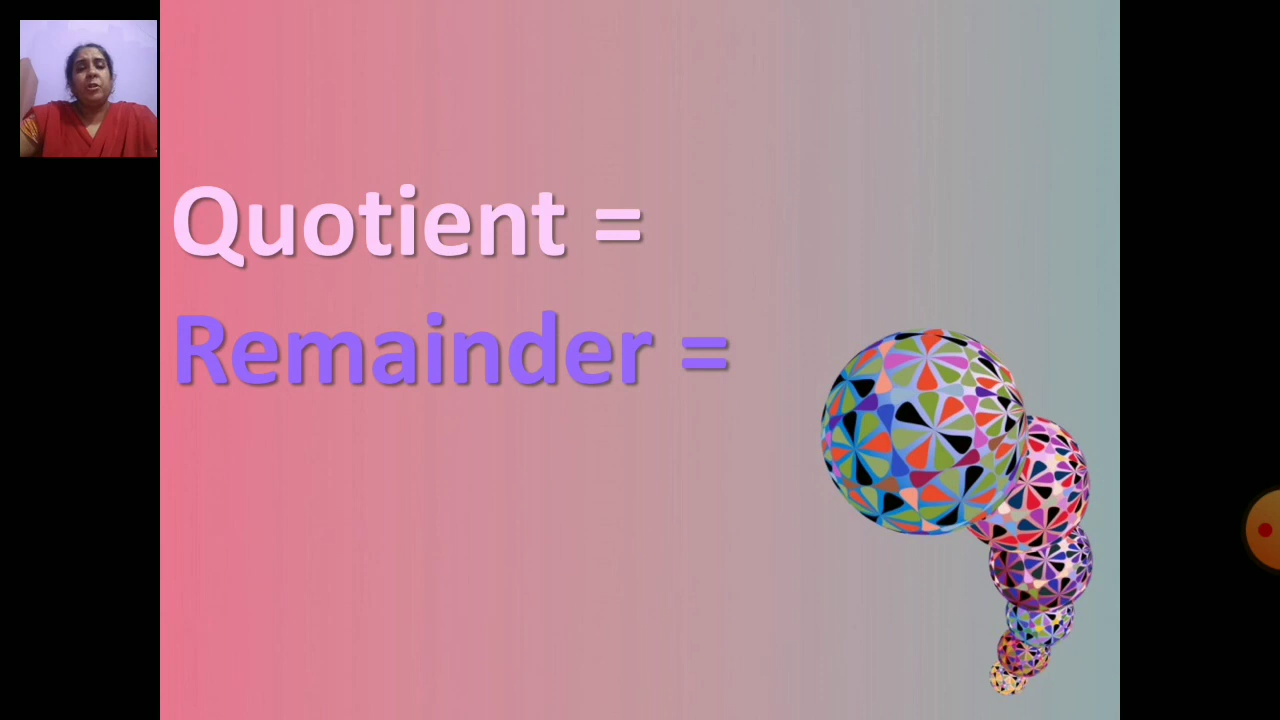 Quotient =
Remainder =